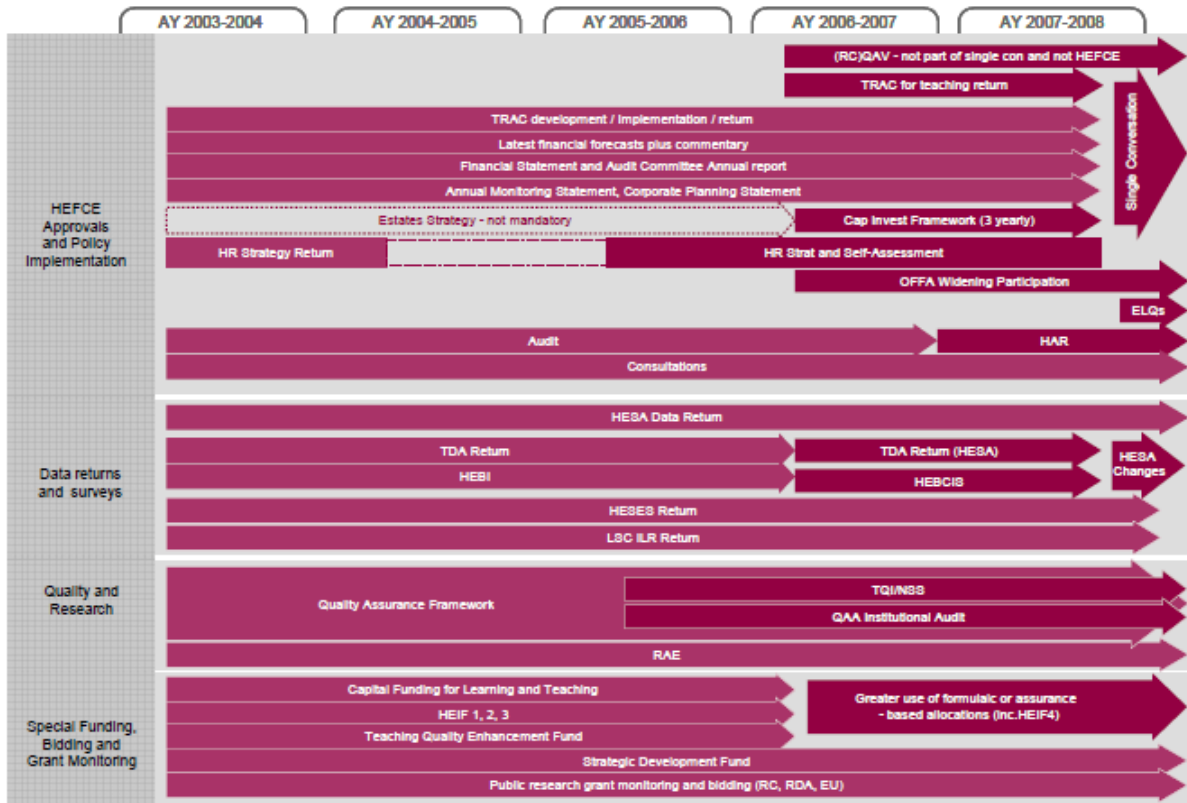 AY 2003-2004
AY 2004-2005
AY 2005-2006
AY 2006-2007
AY 2007-2008
HEFCE
Approvals
and Policy
Implementation
(RC)QAV - not part of single con and not HEFCE
TRAC for teaching return
TRAC development / Implementation / return
Latest financial forecasts plus commentary
Financial Statement and Audit Committee Annual report
Annual Monitoring Statement, Corporate Planning Statement
Single Conversation
Estates Strategy - not mandatory
Cap Invest Framework (3 yearly)
HR Strategy Return
HR Strat and Self-Assessment
OFFA Widening Participation
ELQs
Audit
HAR
Consultations
Data returns
and surveys
HESA Data Return
TDA Return
TDA Return (HESA)
HEBI
HEBCIS
HESA
Changes
HESES Return
LSC ILR Return
Quality and
Research
Quality Assurance Framework
TQI/NSS
QAA Institutional Audit
RAE
Special Funding,
Bidding and
Grant Monitoring
Capital Funding for Learning and Teaching
HEIF 1, 2, 3
Teaching Quality Enhancement Fund
Greater use of formulaic or assurance
- based allocations (Inc.HEIF4)
Strategic Development Fund
Public research grant monitoring and bidding (RC, RDA, EU)